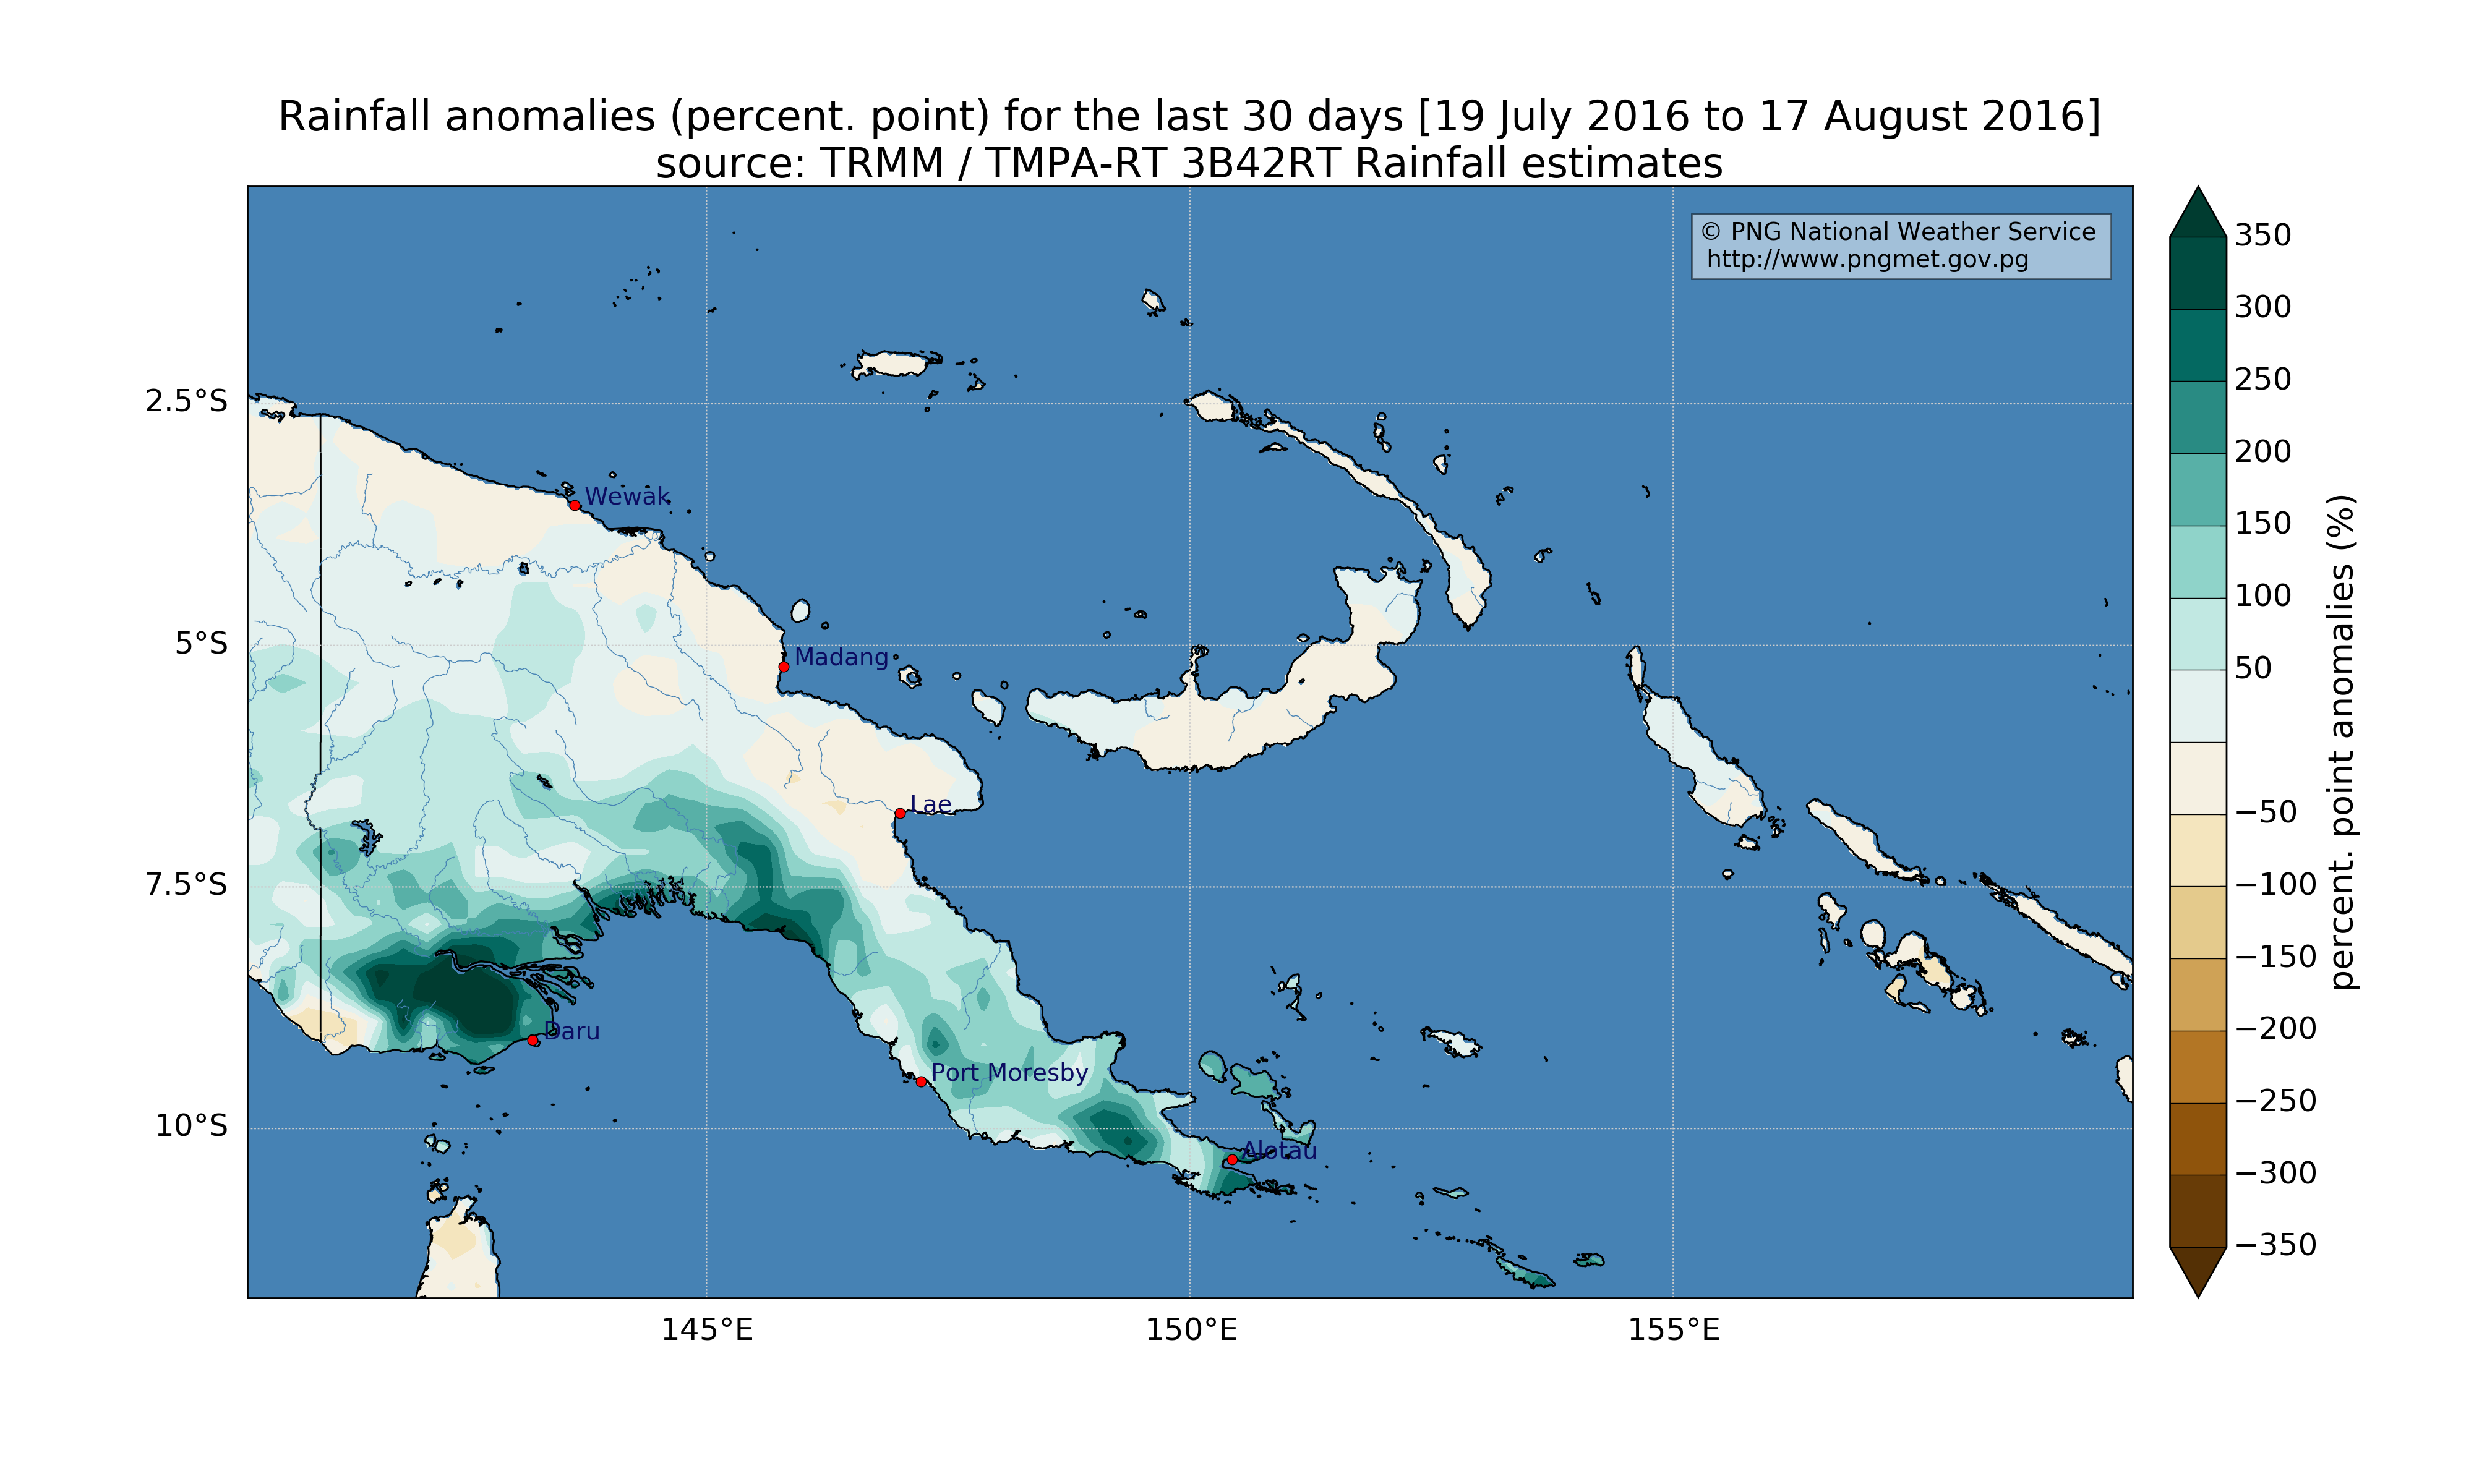 Rainfall anomalies (percent. point) for the last 30 days [19 July 2016 to 17 August 2016]
source: TRMM / TMPA-RT 3B42RT Rainfall estimates
© PNG National Weather Service
http://www.pngmet.gov.pg
2.5°S
5°S
7.5°S
10°S
Wewak
Madang
Lae
Daru
Port Moresby
Alotau
145°E
150°E
155°E
350
300
250
200
150
100
50
−50
−100
−150
−200
−250
−300
−350
percent. point anomalies (%)